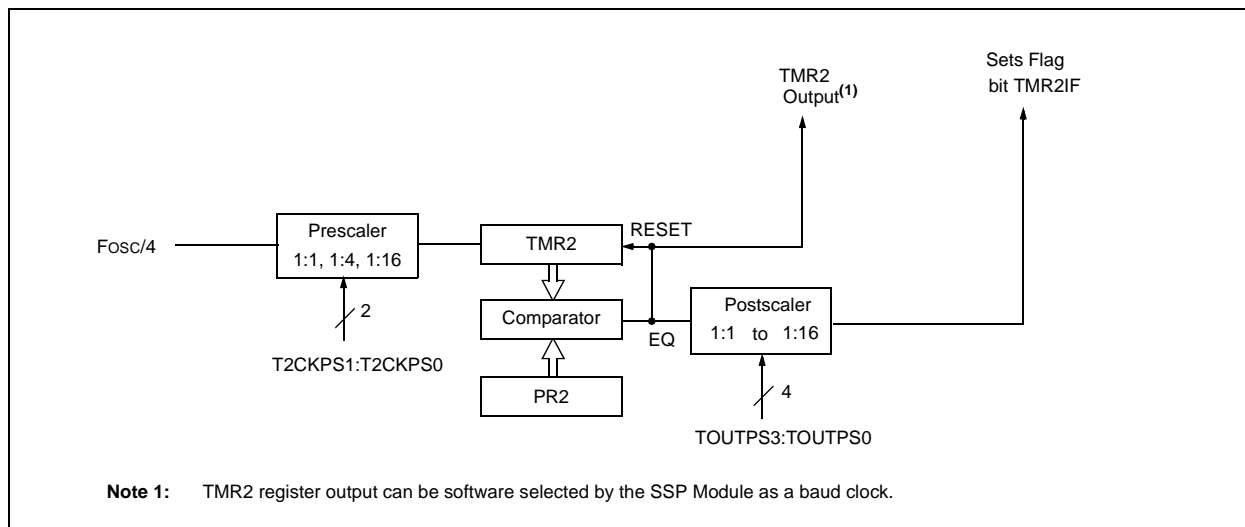 TMR2
Output(1)
Sets Flag
bit TMR2IF
RESET
Prescaler
1:1, 1:4, 1:16
FOSC/4
TMR2
2
Comparator
EQ
Postscaler
1:1 to 1:16
T2CKPS1:T2CKPS0
PR2
4
TOUTPS3:TOUTPS0
Note 1: TMR2 register output can be software selected by the SSP Module as a baud clock.